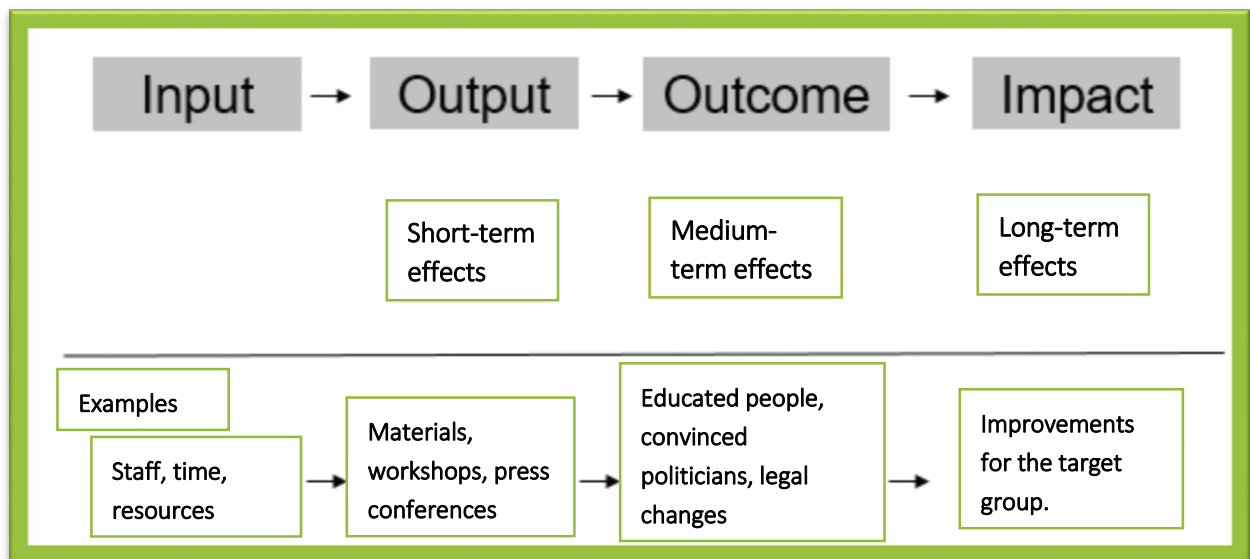 Input
Output
Outcome
Impact
Short-term
effects
Medium-
term effects
Long-term
effects
Examples
Staff, time,
resources
Materials,
workshops, press
conferences
Educated people,
convinced
politicians, legal
changes
Improvements
for the target
group.